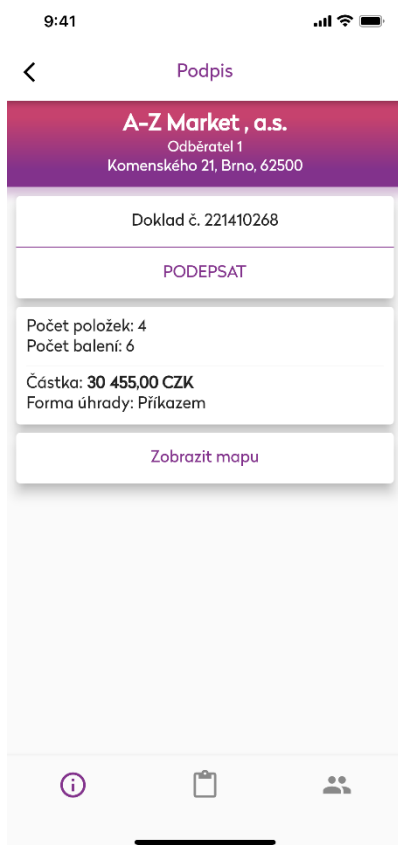 9:41
Podpis
A-Z Market , a.s.
Odběratel 1
Komenského 21, Brno, 62500
Doklad č. 221410268
PODEPSAT
Počet položek: 4
Počet balení: 6
Částka: 30 455,00 CZK
Forma úhrady: Příkazem
Zobrazit mapu